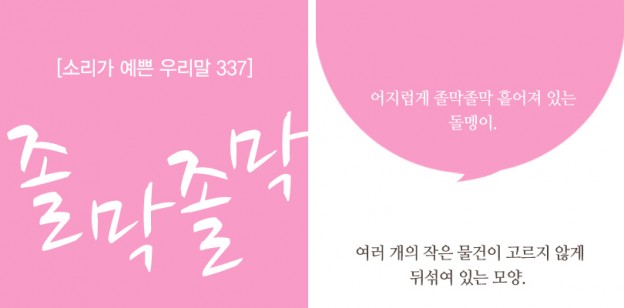 [소리가 예쁜 우리말 337]
졸막졸막
어지럽게 졸막졸막 흩어져 있는
돌멩이.
여러 개의 작은 물건이 고르지 않게
뒤섞여 있는 모양.